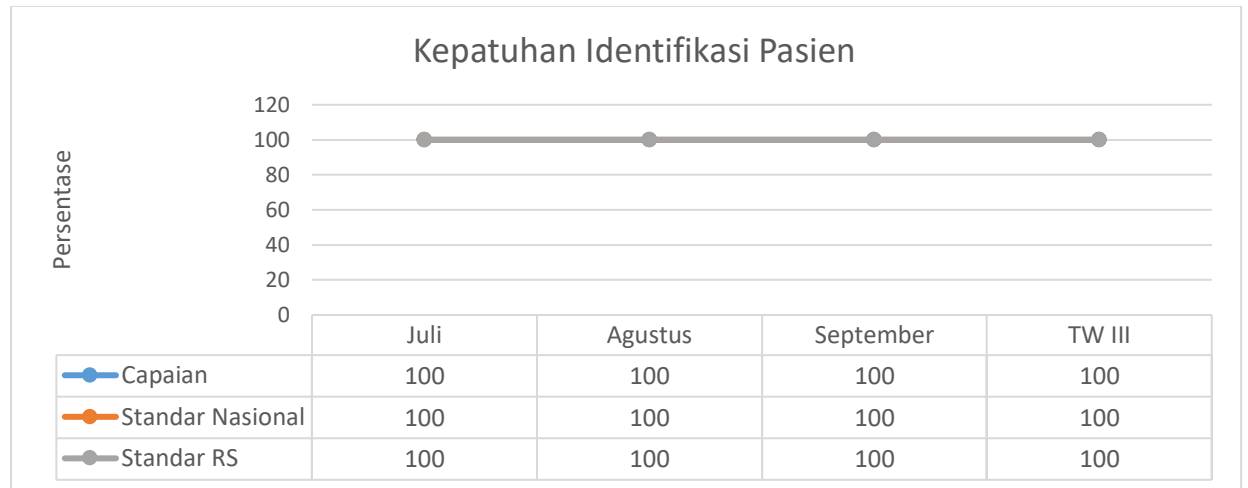 Kepatuhan Identifikasi Pasien
Persentase
120
100
80
60
40
20
0
Juli Agustus September TW III
Capaian 100 100 100 100
Standar Nasional 100 100 100 100
Standar RS 100 100 100 100